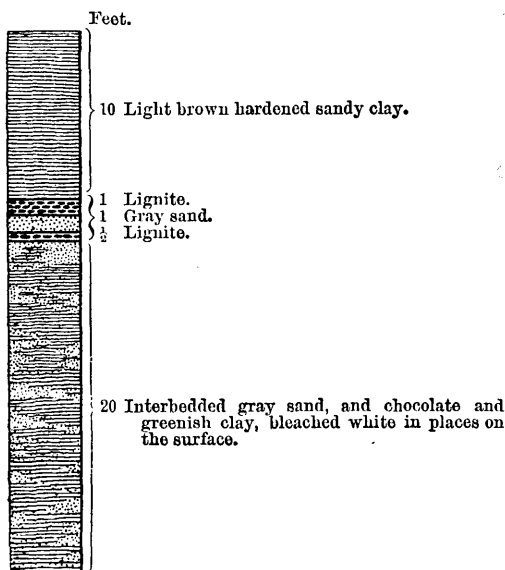 Feet.
10 Light brown hardened sandy clay.
1 Lignite.
1 Gray sand.
½ Lignite.
20 Interbedded gray sand, and chocolate and
greenish clay, bleached white in places on
the surface.